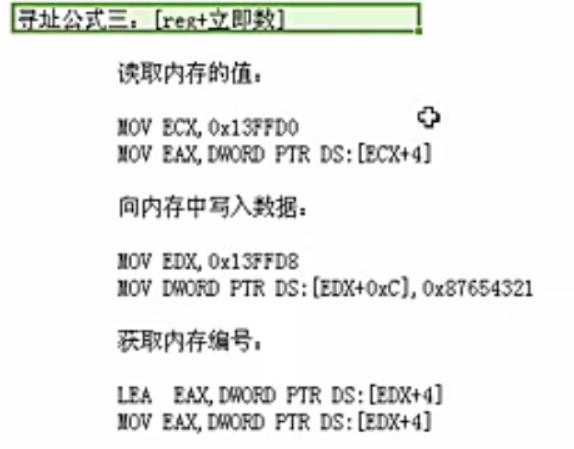 寻址公式三：[reg+立即数]
读取内存的值：
MOV ECX,0x13FFD0
MOV EAX,DWORD PTR DS:[ECX+4]
向内存中写入数据：
MOV EDX,0x13FFD8
MOV DWORD PTR DS:[EDX+0xC],0x87654321
获取内存编号：
LEA  EAX,DWORD PTR DS:[EDX+4]
MOV EAX,DWORD PTR DS:[EDX+4]